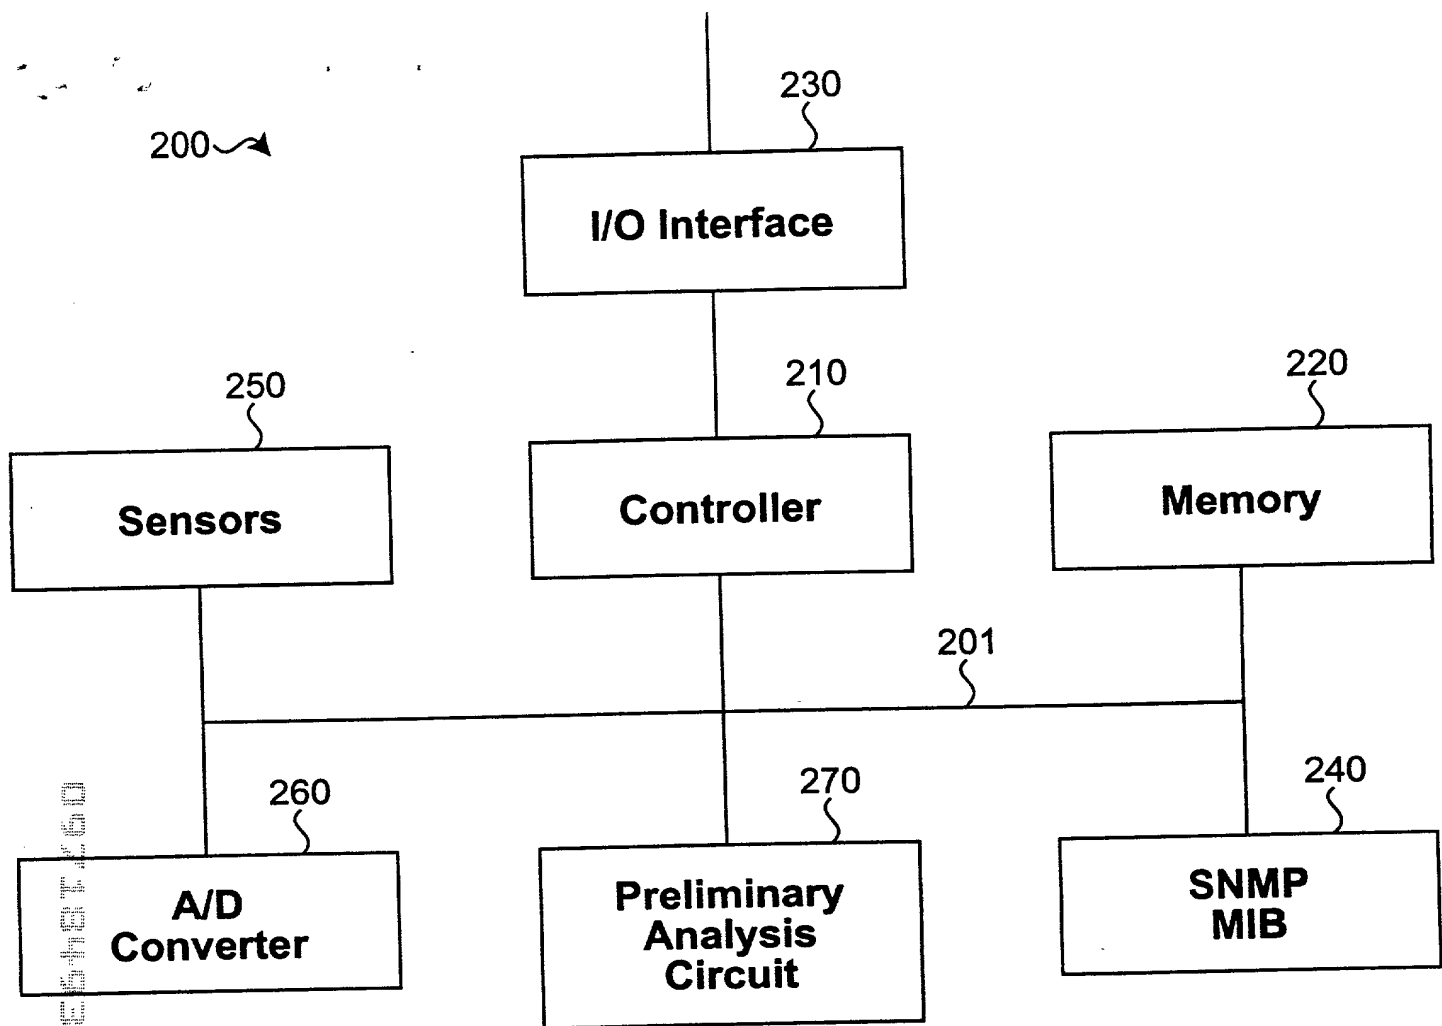 230
200
I/O Interface
250
210
220
Sensors
Controller
Memory
201
260
270
240
A/D
Converter
Preliminary
Analysis
Circuit
SNMP
MIB